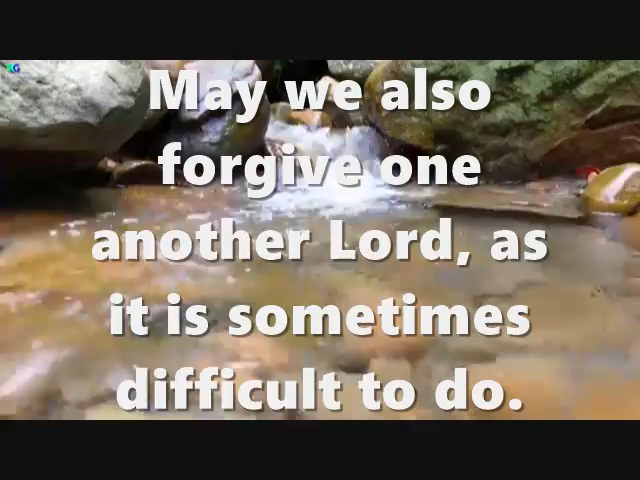 May we also
forgive one
another Lord, as
it is sometimes
difficult to do.